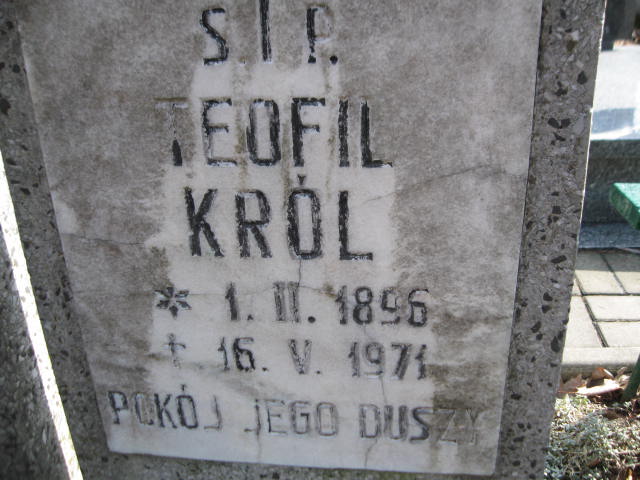 Ś.†P.
TEOFIL
KRÓL
* 1. II. 1896
† 16. V. 1971
POKÓJ JEGO DUSZY